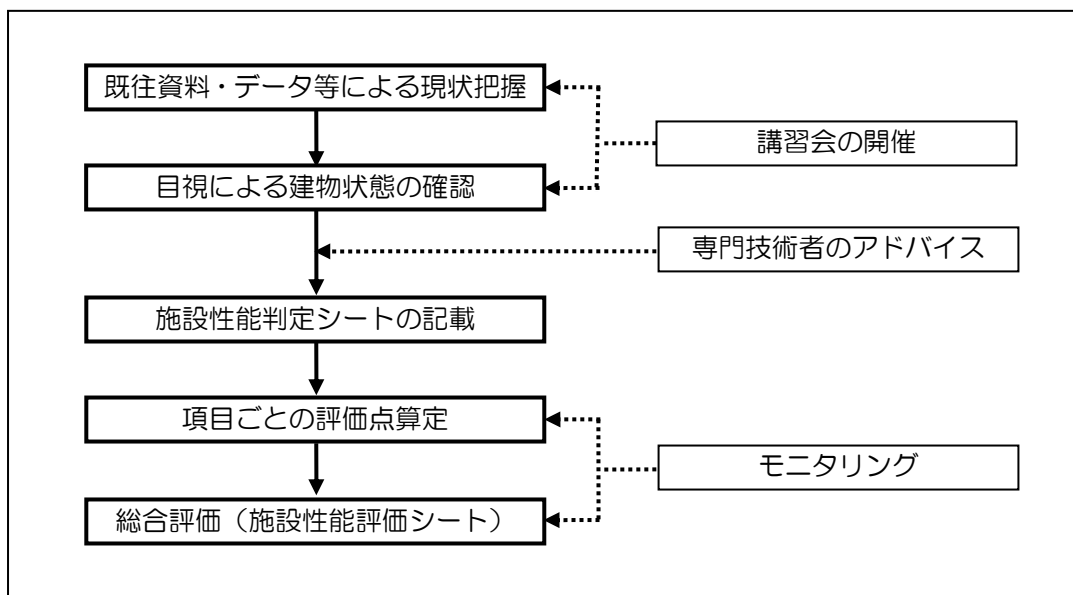 既往資料・データ等による現状把握
講習会の開催
目視による建物状態の確認
専門技術者のアドバイス
施設性能判定シートの記載
項目ごとの評価点算定
モニタリング
総合評価（施設性能評価シート）